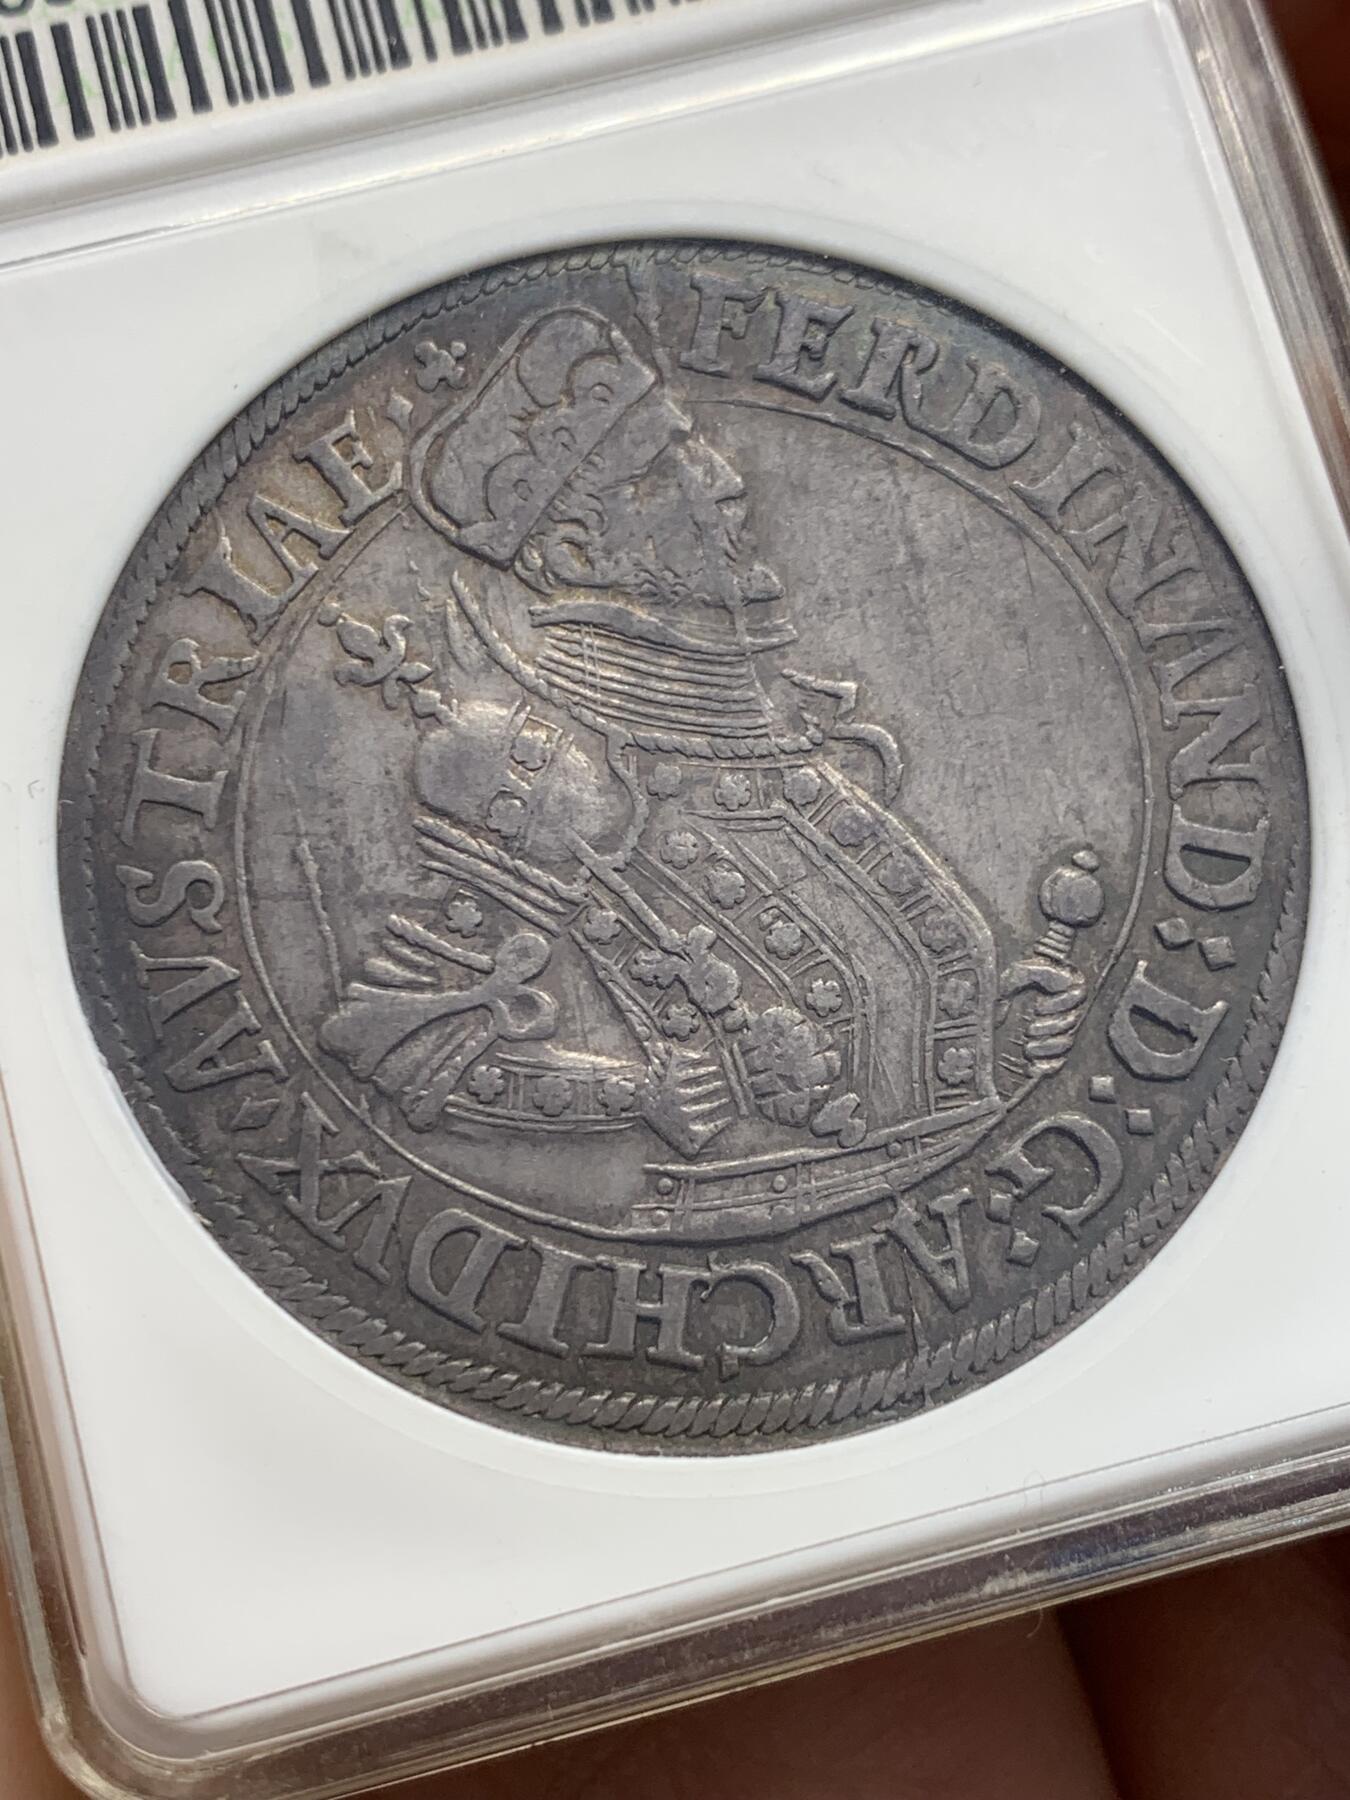 FERDINAND : D : G : ARCHIDVX · AVSTRIAE ·